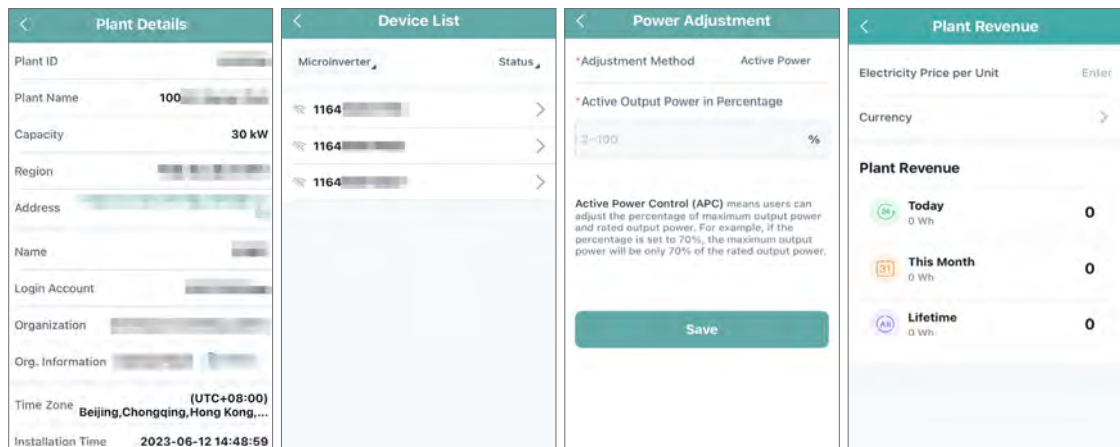 Plant Details
Plant ID
Plant Name 100
Capacity 30 kW
Region
Address
Name
Login Account
Organization
Org. Information
Time Zone (UTC+08:00)
Beijing,Chongqing,Hong Kong,...
Installation Time 2023-06-12 14:48:59
Device List
Microinverter Status
1164
1164
1164
Power Adjustment
*Adjustment Method Active Power
*Active Output Power in Percentage
2~100 %
Active Power Control (APC) means users can
adjust the percentage of maximum output power
and rated output power. For example, if the
percentage is set to 70%, the maximum output
power will be only 70% of the rated output power.
Save
Plant Revenue
Electricity Price per Unit Enter
Currency
Plant Revenue
Today 0
0 Wh
This Month 0
0 Wh
Lifetime 0
0 Wh